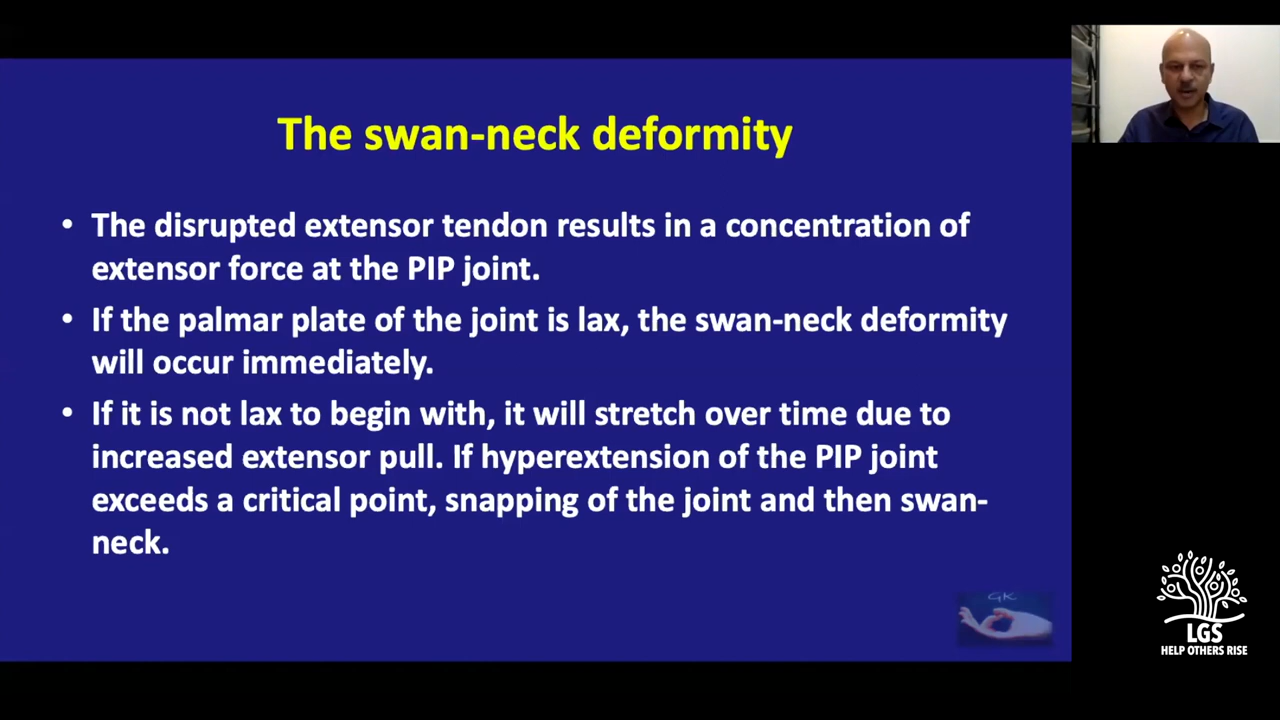 The swan-neck deformity
• The disrupted extensor tendon results in a concentration of
extensor force at the PIP joint.
• If the palmar plate of the joint is lax, the swan-neck deformity
will occur immediately.
• If it is not lax to begin with, it will stretch over time due to
increased extensor pull. If hyperextension of the PIP joint
exceeds a critical point, snapping of the joint and then swan-
neck.
GK
LGS
HELP OTHERS RISE